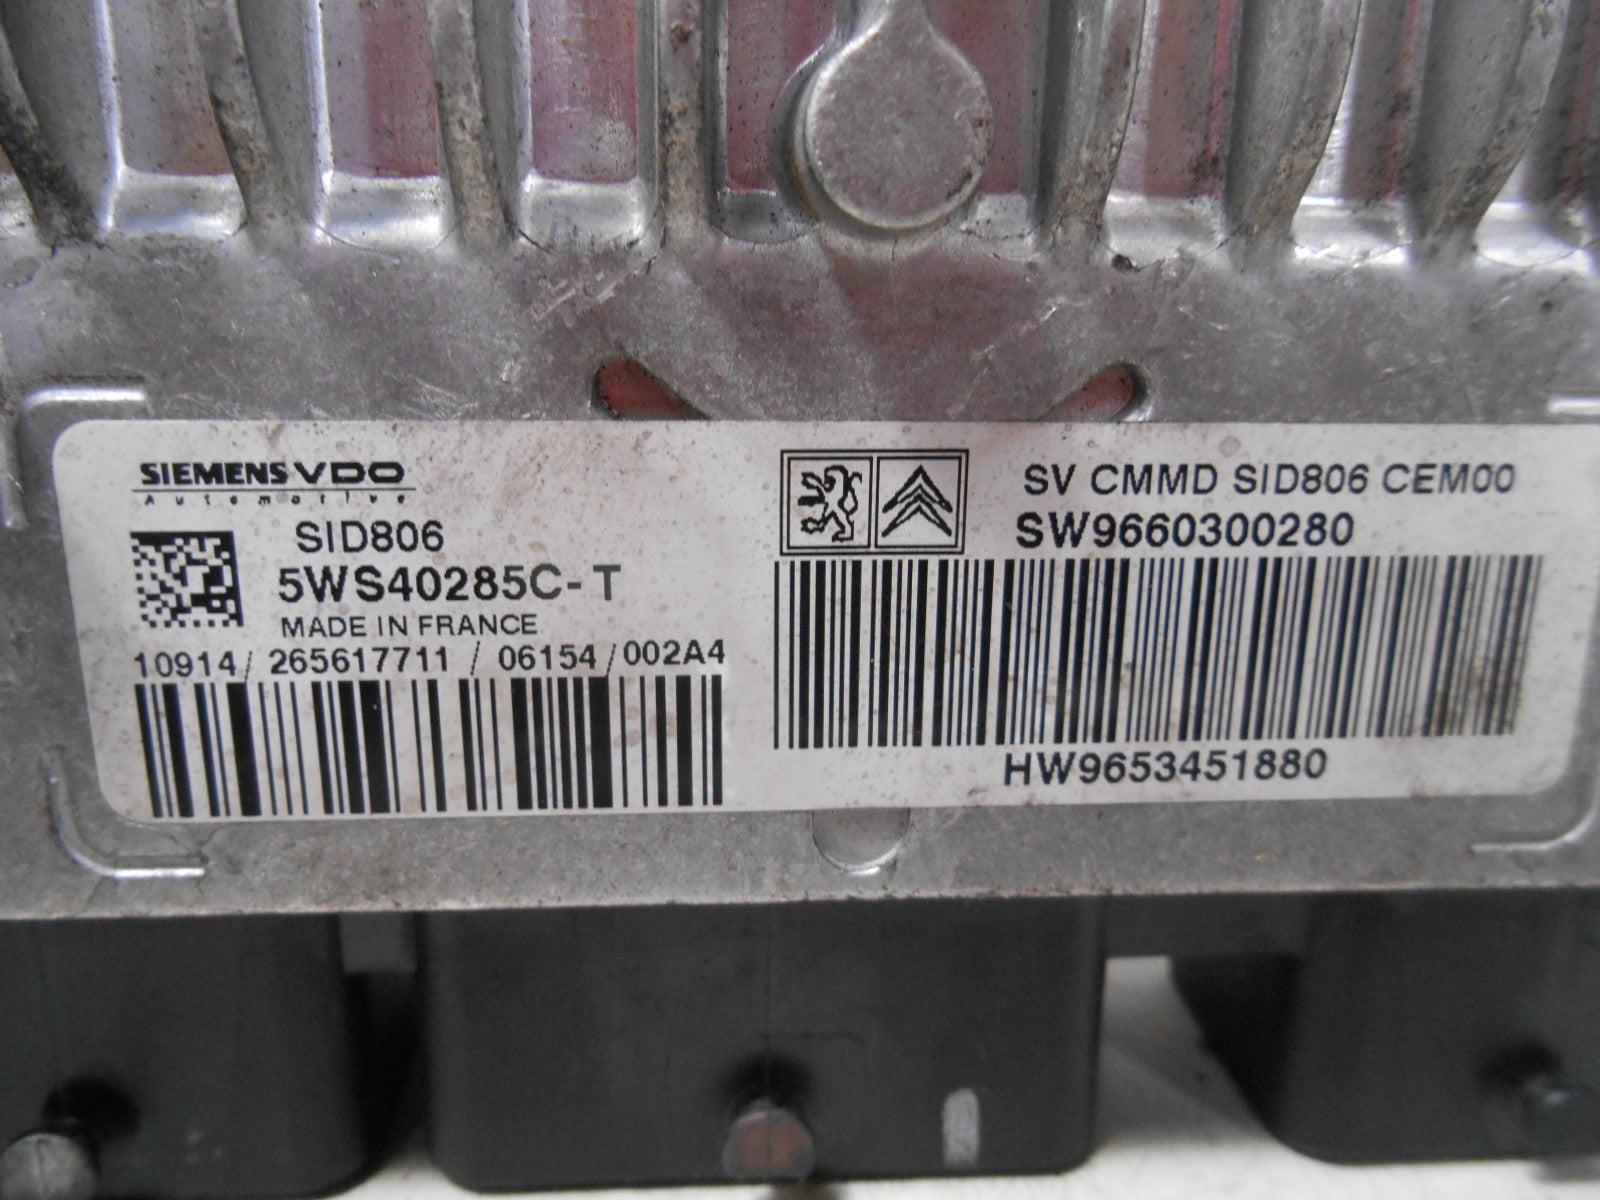 SIEMENS VDO
Automotive
SID806
5WS40285C-T
MADE IN FRANCE
10914 / 265617711 / 06154 / 002A4
SV CMMD SID806 CEM00
SW9660300280
HW9653451880